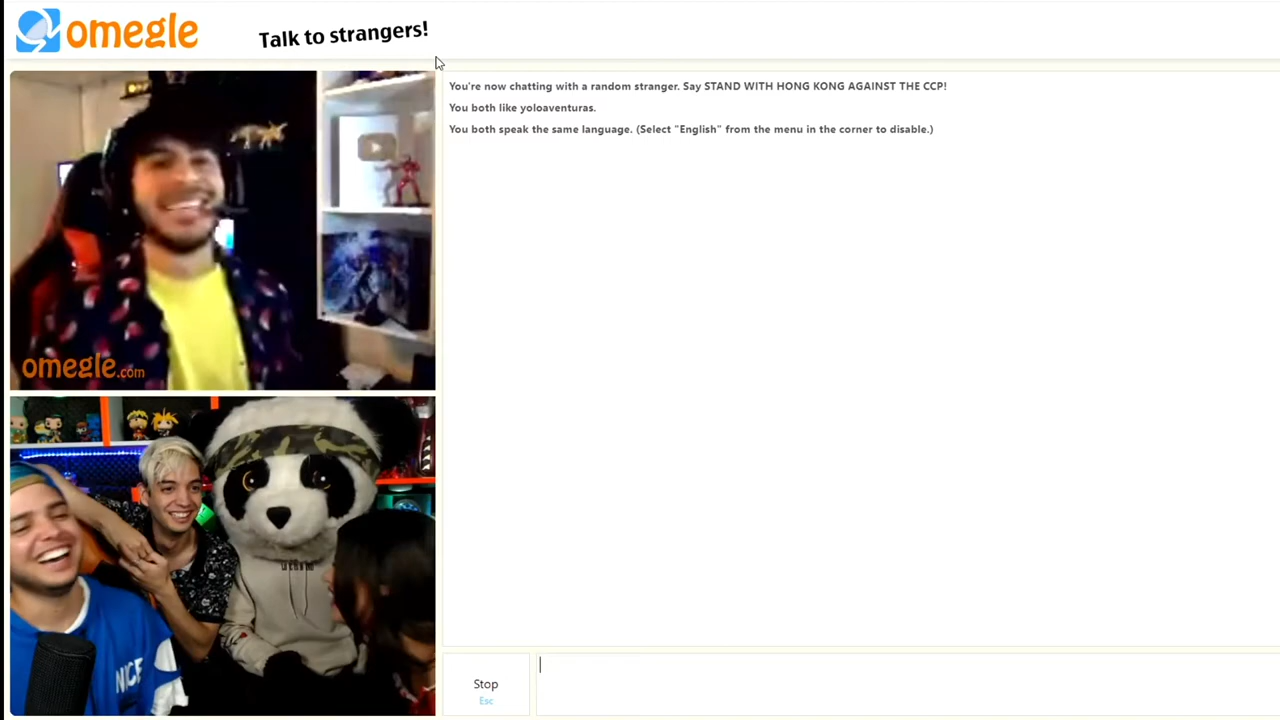 omegle
Talk to strangers!
You're now chatting with a random stranger. Say STAND WITH HONG KONG AGAINST THE CCP!
You both like yoloaventuras.
You both speak the same language. (Select "English" from the menu in the corner to disable.)
omegle.com
NICE
Stop
Esc